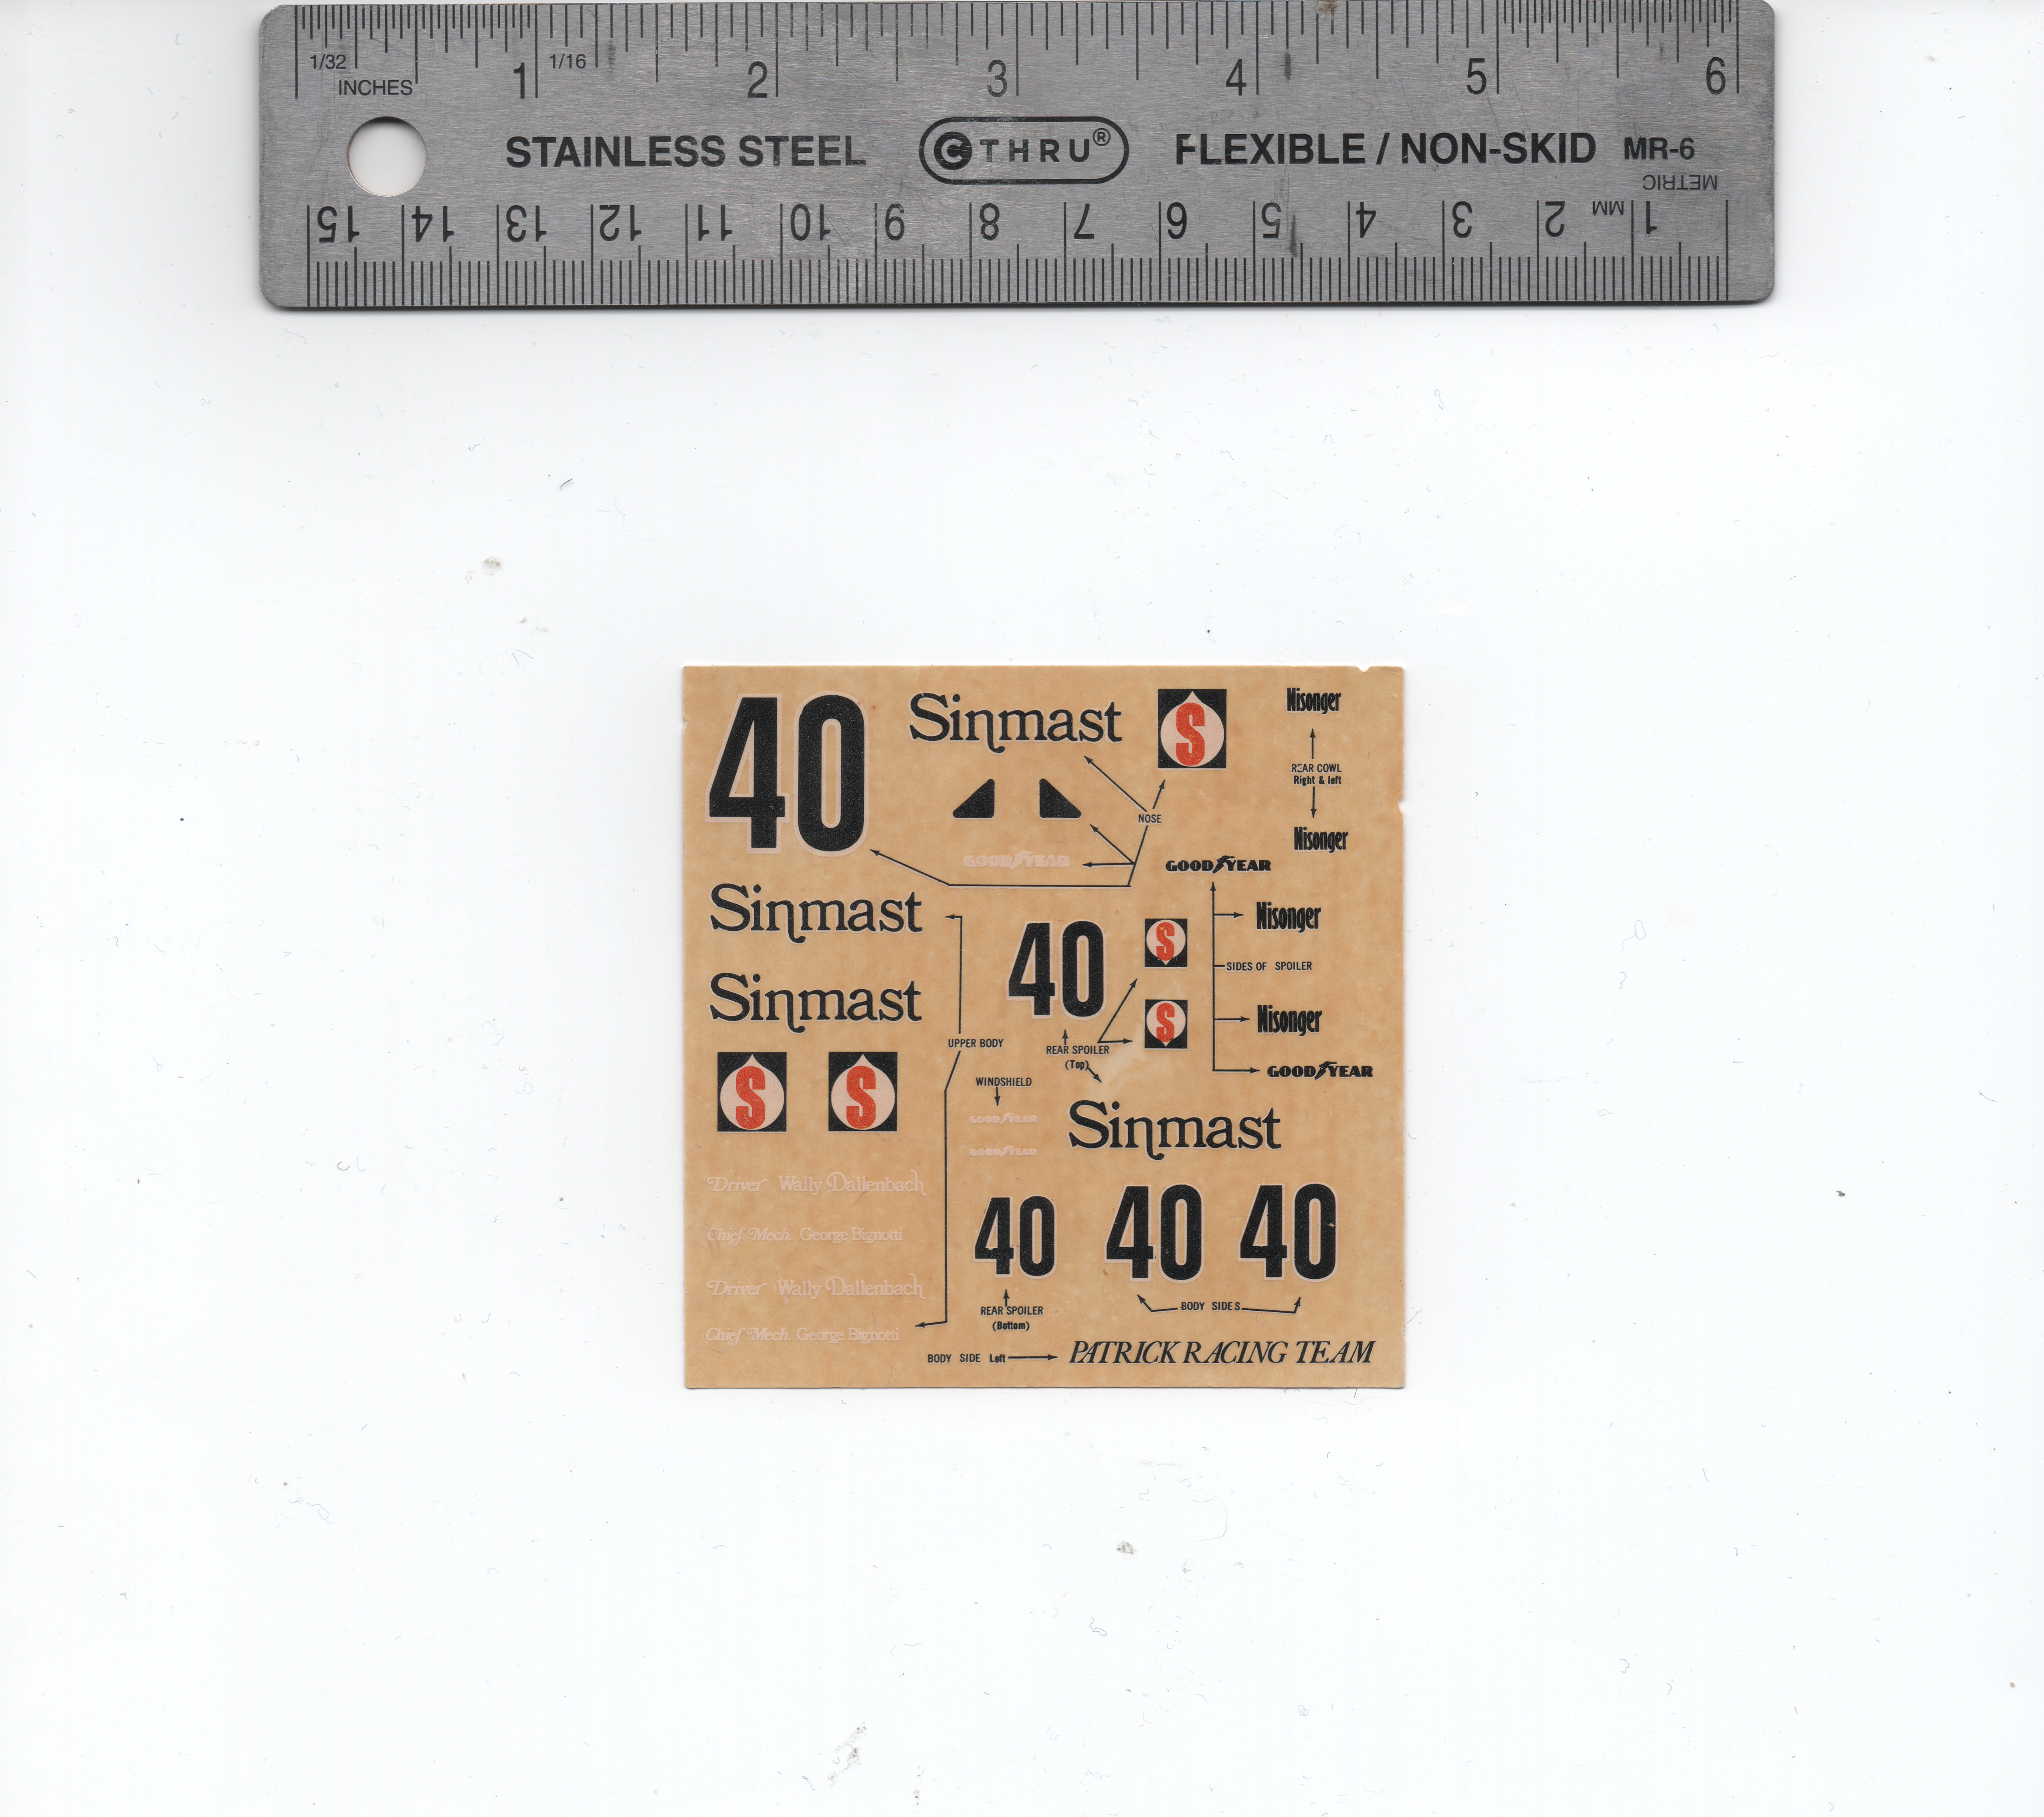 1/32
INCHES
1 1/16 2 3 4 5 6
STAINLESS STEEL
C THRU®
FLEXIBLE / NON-SKID MR-6
METRIC
15 14 13 12 11 10 9 8 7 6 5 4 3 2 MM 1
40
Sinmast
S
Nisonger
REAR COWL
Right & left
Nisonger
NOSE
GOODYEAR
GOODYEAR
Sinmast
Sinmast
UPPER BODY
S S
40
S
S
REAR SPOILER
(Top)
Nisonger
SIDES OF SPOILER
Nisonger
GOODYEAR
WINDSHIELD
GOODYEAR
GOODYEAR
Sinmast
Driver Wally Dallenbach
Chief Mech. George Bignotti
Driver Wally Dallenbach
Chief Mech. George Bignotti
40
REAR SPOILER
(Bottom)
40 40
BODY SIDES
BODY SIDE Left
PATRICK RACING TEAM